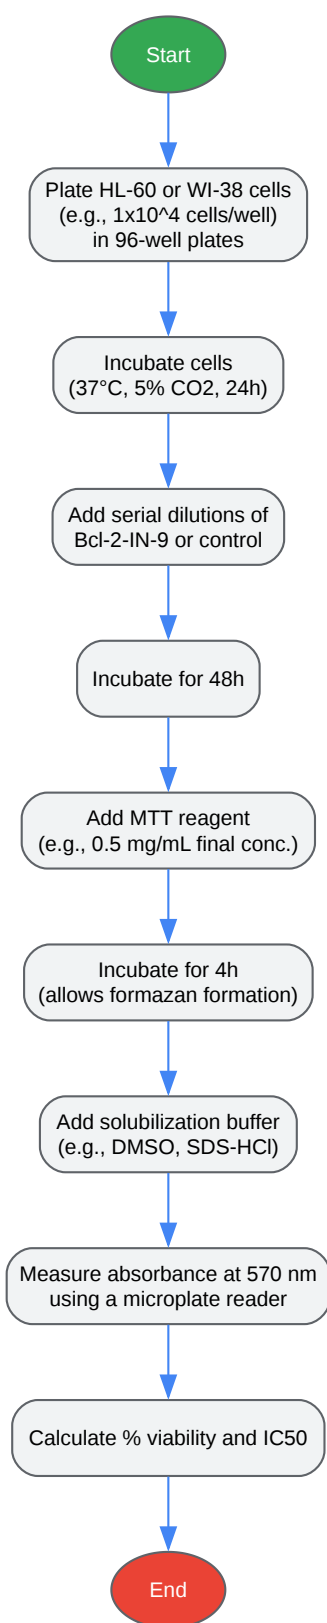 Start
Plate HL-60 or WI-38 cells
(e.g., 1x10^4 cells/well)
in 96-well plates
Incubate cells
(37°C, 5% CO2, 24h)
Add serial dilutions of
Bcl-2-IN-9 or control
Incubate for 48h
Add MTT reagent
(e.g., 0.5 mg/mL final conc.)
Incubate for 4h
(allows formazan formation)
Add solubilization buffer
(e.g., DMSO, SDS-HCl)
Measure absorbance at 570 nm
using a microplate reader
Calculate % viability and IC50
End